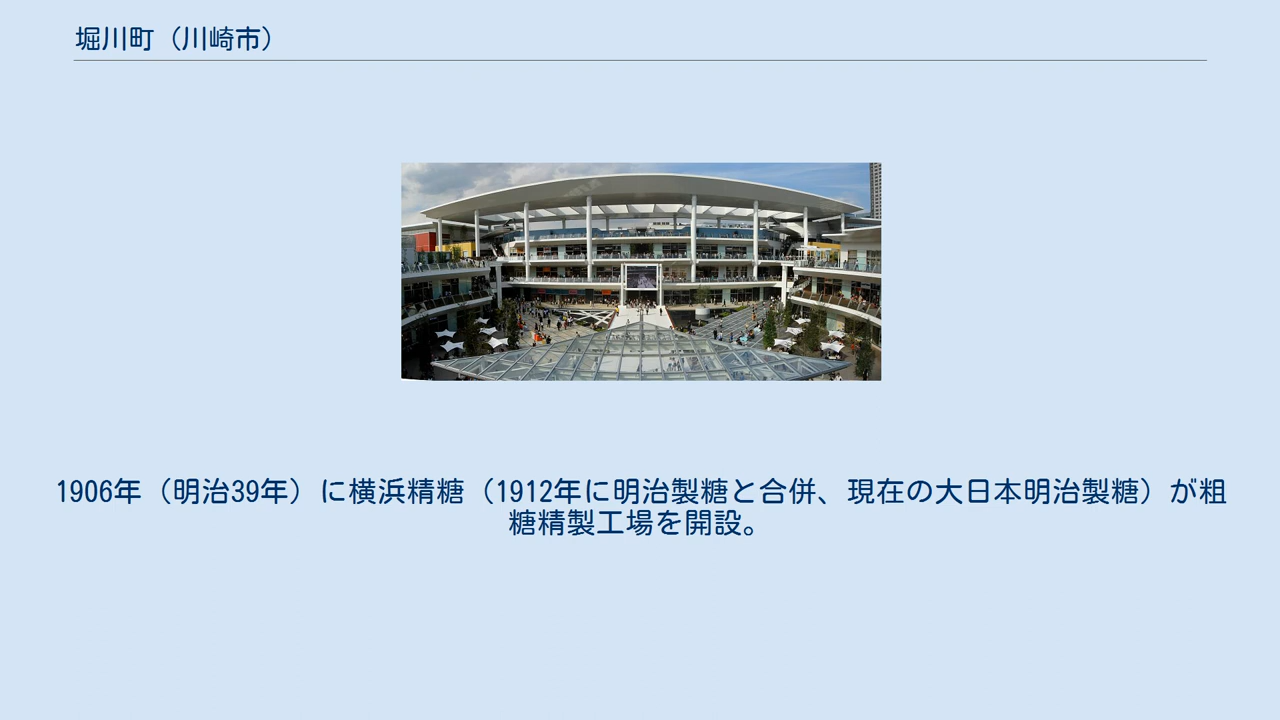 堀川町（川崎市）
1906年（明治39年）に横浜精糖（1912年に明治製糖と合併、現在の大日本明治製糖）が粗
糖精製工場を開設。